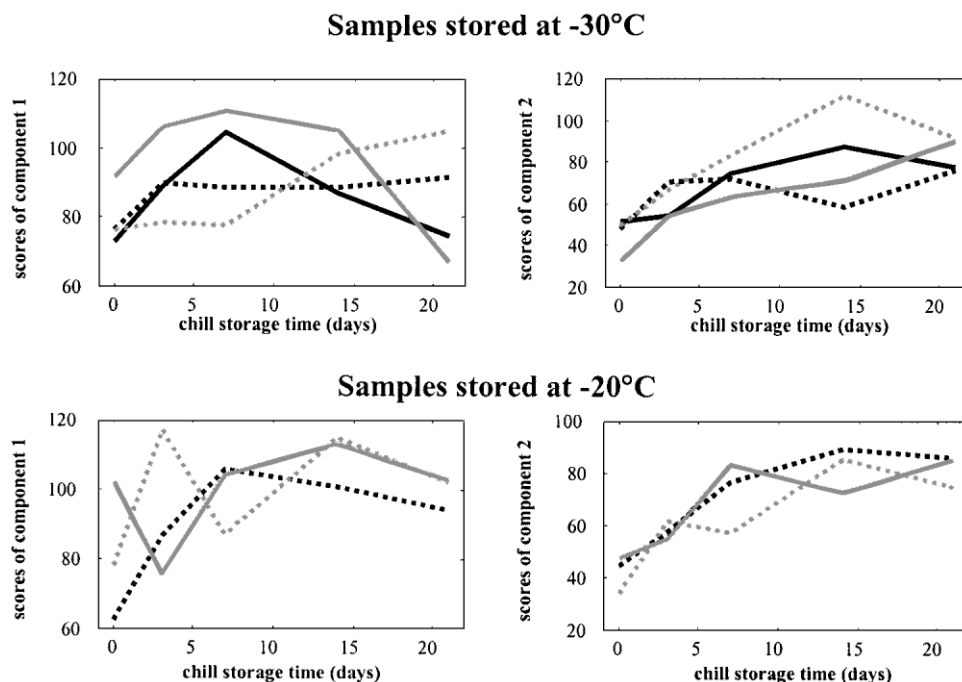 Samples stored at -30°C
scores of component 1
120
100
80
60
0 5 10 15 20
chill storage time (days)
scores of component 2
120
100
80
60
40
20
0 5 10 15 20
chill storage time (days)
Samples stored at -20°C
scores of component 1
120
100
80
60
0 5 10 15 20
chill storage time (days)
scores of component 2
100
80
60
40
20
0 5 10 15 20
chill storage time (days)